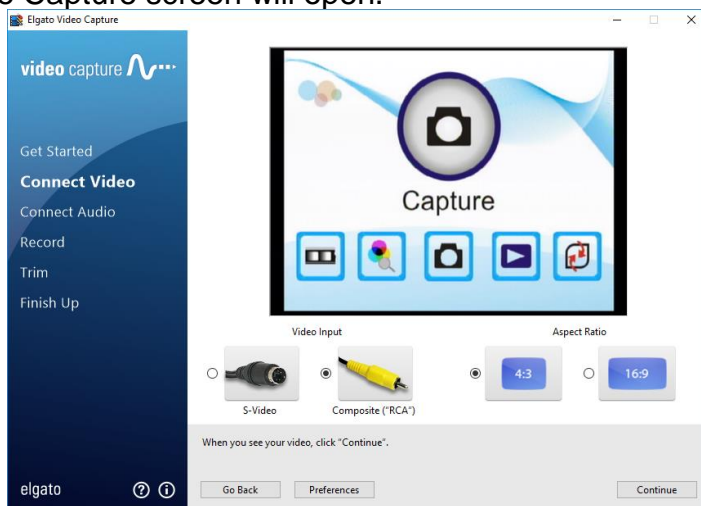 o Capture screen will open.
Elgato Video Capture
video capture
Get Started
Connect Video
Connect Audio
Record
Trim
Finish Up
Capture
Video Input
Aspect Ratio
4:3
16:9
S-Video
Composite ("RCA")
When you see your video, click "Continue".
elgato
Go Back
Preferences
Continue